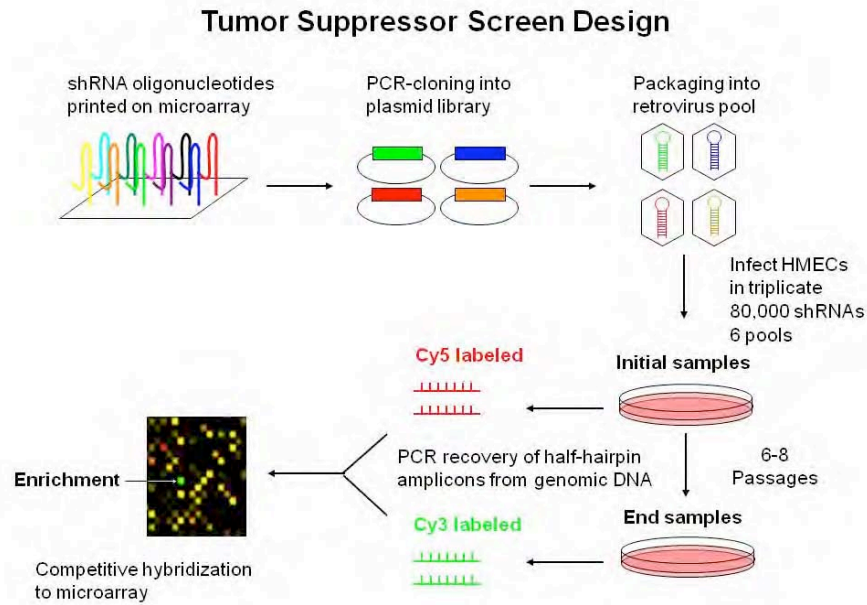 Tumor Suppressor Screen Design
shRNA oligonucleotides
printed on microarray
PCR-cloning into
plasmid library
Packaging into
retrovirus pool
Infect HMECs
in triplicate
80,000 shRNAs
6 pools
Cy5 labeled
Initial samples
Enrichment
PCR recovery of half-hairpin
amplicons from genomic DNA
6-8
Passages
Cy3 labeled
End samples
Competitive hybridization
to microarray